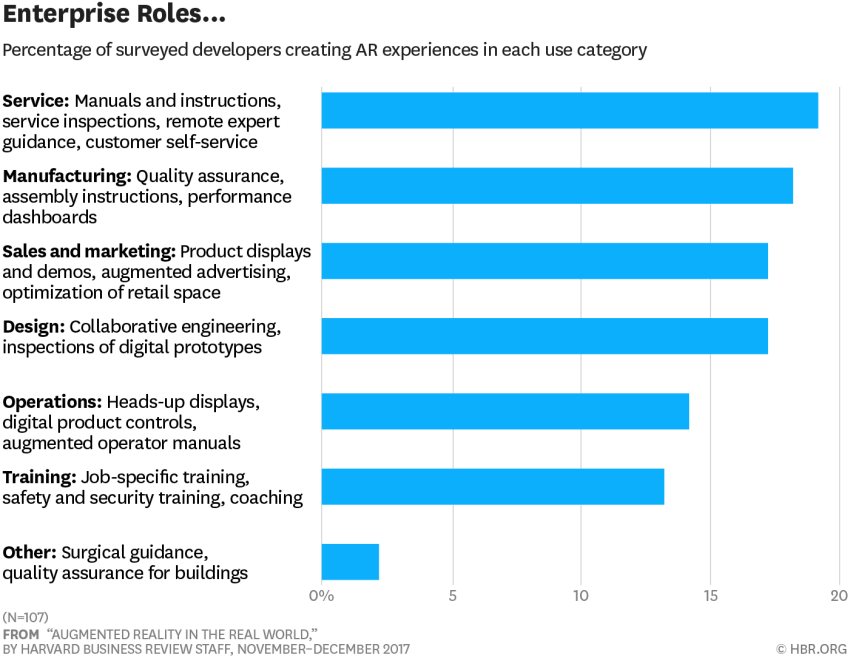 Enterprise Roles...
Percentage of surveyed developers creating AR experiences in each use category
Service: Manuals and instructions,
service inspections, remote expert
guidance, customer self-service
Manufacturing: Quality assurance,
assembly instructions, performance
dashboards
Sales and marketing: Product displays
and demos, augmented advertising,
optimization of retail space
Design: Collaborative engineering,
inspections of digital prototypes
Operations: Heads-up displays,
digital product controls,
augmented operator manuals
Training: Job-specific training,
safety and security training, coaching
Other: Surgical guidance,
quality assurance for buildings
0% 5 10 15 20
(N=107)
FROM “AUGMENTED REALITY IN THE REAL WORLD,”
BY HARVARD BUSINESS REVIEW STAFF, NOVEMBER–DECEMBER 2017
© HBR.ORG